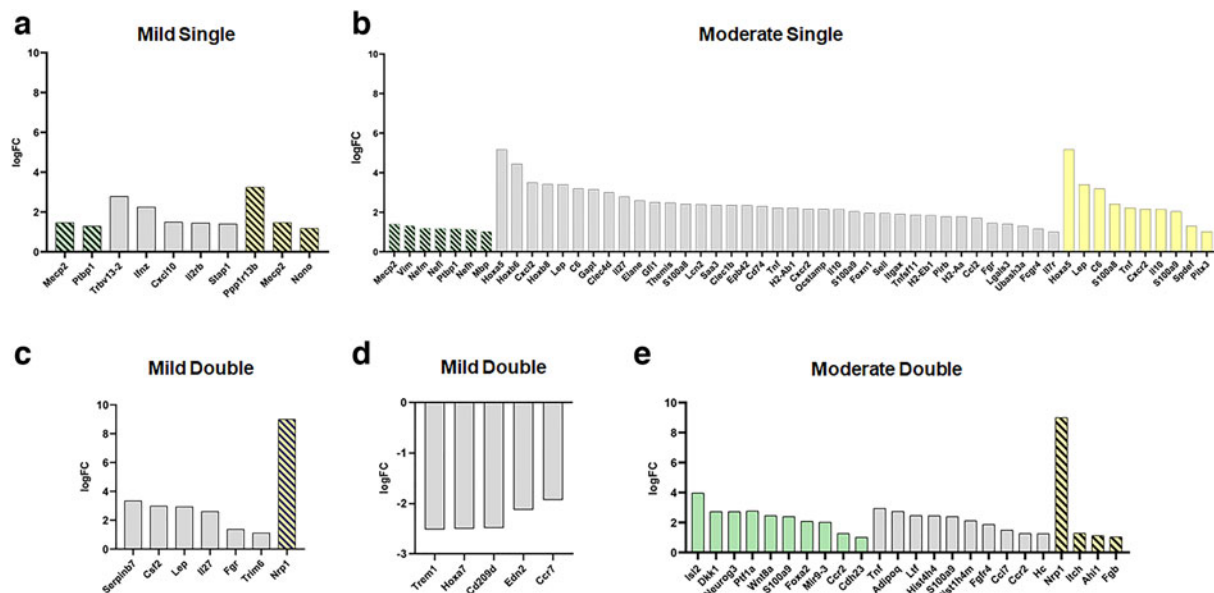 a
Mild Single
logFC
10
8
6
4
2
0
Mecp2 Ptbp1 Trbv13-2 Ifnz Cxcl10 Il2rb Stap1 Ppp1r13b Mecp2 Nono
b
Moderate Single
logFC
10
8
6
4
2
0
Mecp2 Vim Nefm Nefl Ptbp1 Nefh Mbp Hoxa5 Hoxb6 Cxcl2 Hoxb8 Lep C6 Gapt Clec4d Il27 Elane Gfi1 Themis S100a8 Lcn2 Saa3 Clec1b Epb42 Cd74 Tnf H2-Ab1 Cxcr2 Ocstamp Il10 S100a9 Foxn1 Sell Itgax Tnfsf11 H2-Eb1 Pirb H2-Aa Ccl2 Fgr Lgals3 Ubash3a Fcgr4 Il7r Hoxa5 Lep C6 S100a8 Tnf Cxcr2 Il10 S100a9 Spdef Pitx3
c
Mild Double
logFC
10
8
6
4
2
0
Serpinb7 Csf2 Lep Il27 Fgr Trim6 Nrp1
d
Mild Double
logFC
0
-1
-2
-3
Trem1 Hoxa7 Cd209d Edn2 Ccr7
e
Moderate Double
logFC
10
8
6
4
2
0
Isl2 Dkk1 Neurog3 Ptf1a Wnt8a S100a9 Foxa2 Mir9-3 Ccr2 Cdh23 Tnf Adipoq Ltf Hist4h4 S100a9 Hist1h4m Fgfr4 Ccl7 Ccr2 Hc Nrp1 Itch Ahi1 Fgb